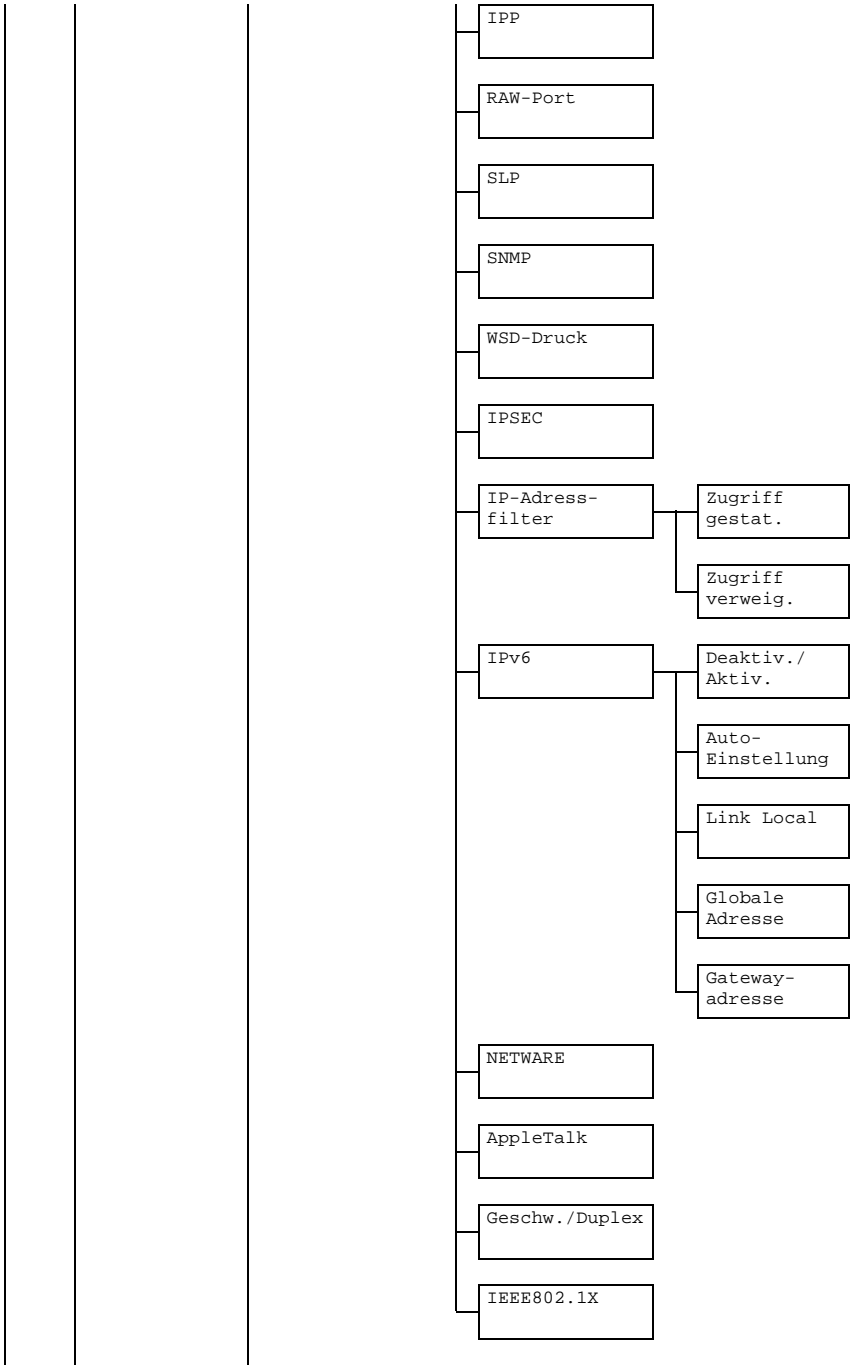 IPP
RAW-Port
SLP
SNMP
WSD-Druck
IPSEC
IP-Adress-
filter
Zugriff
gestat.
Zugriff
verweig.
IPv6
Deaktiv./
Aktiv.
Auto-
Einstellung
Link Local
Globale
Adresse
Gateway-
adresse
NETWARE
AppleTalk
Geschw./Duplex
IEEE802.1X